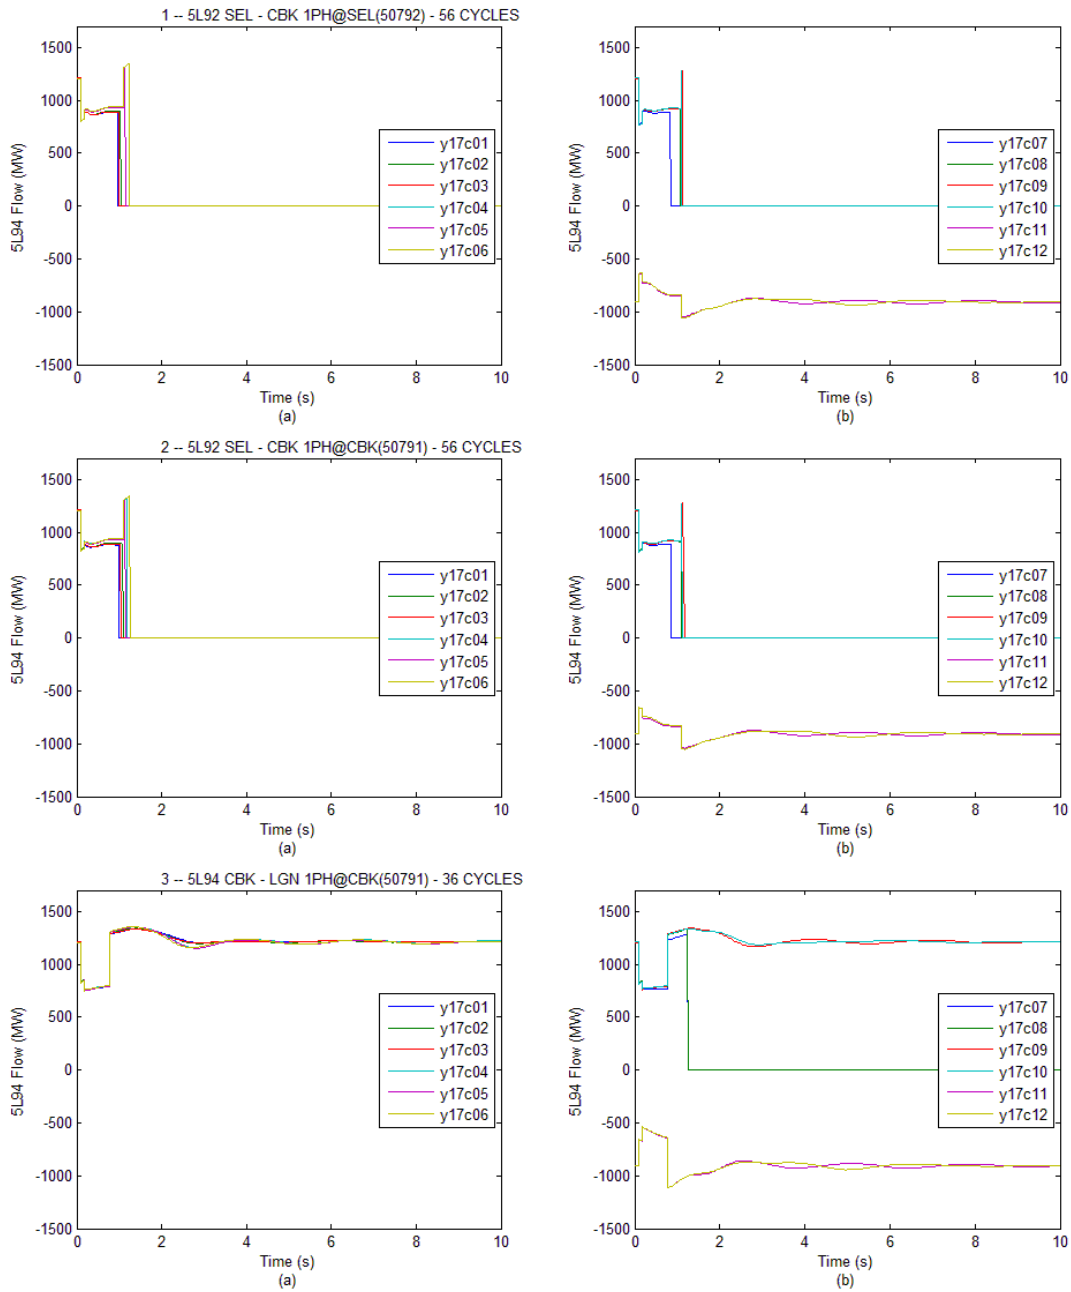 1 -- 5L92 SEL - CBK 1PH@SEL(50792) - 56 CYCLES
1500
1000
500
0
-500
-1000
-1500
5L94 Flow (MW)
y17c01
y17c02
y17c03
y17c04
y17c05
y17c06
0 2 4 6 8 10
Time (s)
(a)
1500
1000
500
0
-500
-1000
-1500
5L94 Flow (MW)
y17c07
y17c08
y17c09
y17c10
y17c11
y17c12
0 2 4 6 8 10
Time (s)
(b)
2 -- 5L92 SEL - CBK 1PH@CBK(50791) - 56 CYCLES
1500
1000
500
0
-500
-1000
-1500
5L94 Flow (MW)
y17c01
y17c02
y17c03
y17c04
y17c05
y17c06
0 2 4 6 8 10
Time (s)
(a)
1500
1000
500
0
-500
-1000
-1500
5L94 Flow (MW)
y17c07
y17c08
y17c09
y17c10
y17c11
y17c12
0 2 4 6 8 10
Time (s)
(b)
3 -- 5L94 CBK - LGN 1PH@CBK(50791) - 36 CYCLES
1500
1000
500
0
-500
-1000
-1500
5L94 Flow (MW)
y17c01
y17c02
y17c03
y17c04
y17c05
y17c06
0 2 4 6 8 10
Time (s)
(a)
1500
1000
500
0
-500
-1000
-1500
5L94 Flow (MW)
y17c07
y17c08
y17c09
y17c10
y17c11
y17c12
0 2 4 6 8 10
Time (s)
(b)